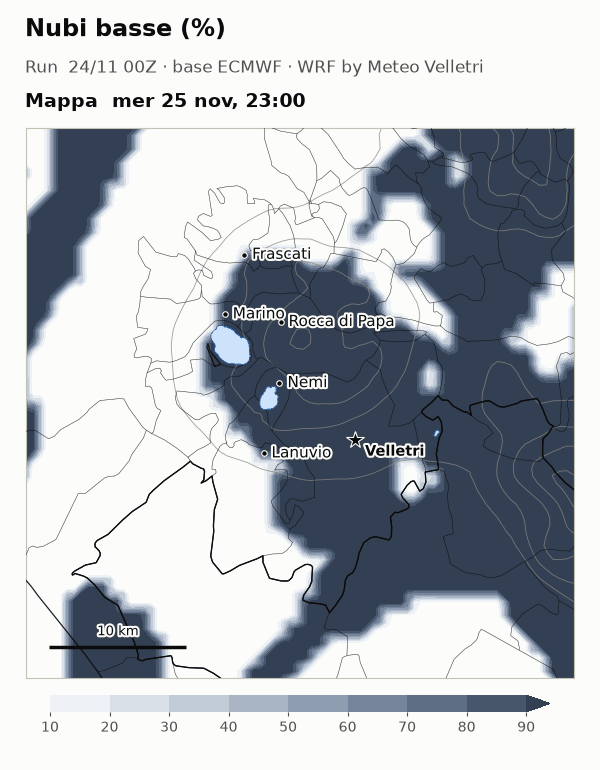 Nubi basse (%)
Run  24/11 00Z · base ECMWF · WRF by Meteo Velletri
Mappa  mer 25 nov, 23:00
Frascati
Marino
Rocca di Papa
Nemi
Velletri
Lanuvio
10 km
10 20 30 40 50 60 70 80 90